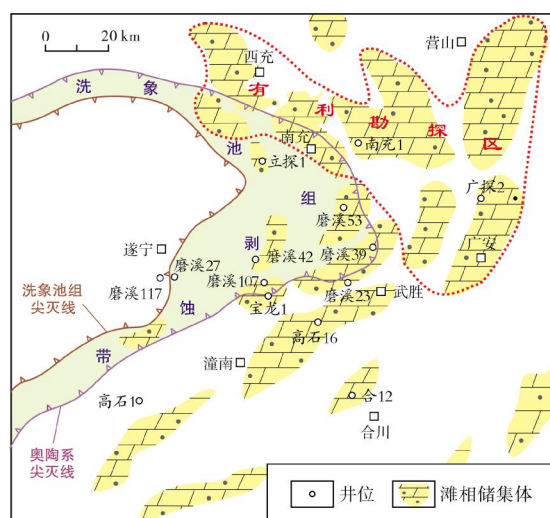 0 20 km
营山
西充
洗象池组剥蚀带
有利勘探区
南充
南充1
立探1
广探2
磨溪53
遂宁
磨溪39
广安
磨溪42
磨溪27
磨溪107
磨溪117
磨溪23
武胜
洗象池组
尖灭线
宝龙1
高石16
潼南
高石1
合12
合川
奥陶系
尖灭线
井位
滩相储集体